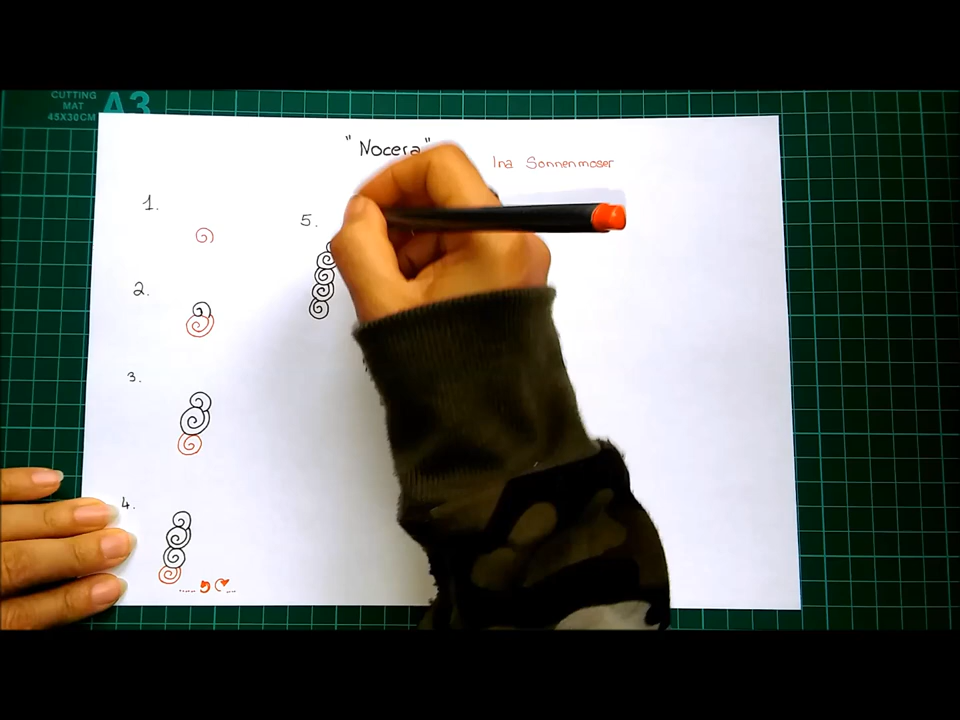 CUTTING
MAT
45X30CM
A3
"Nocera"
Ina Sonnenmoser
1.
2.
3.
4.
5.